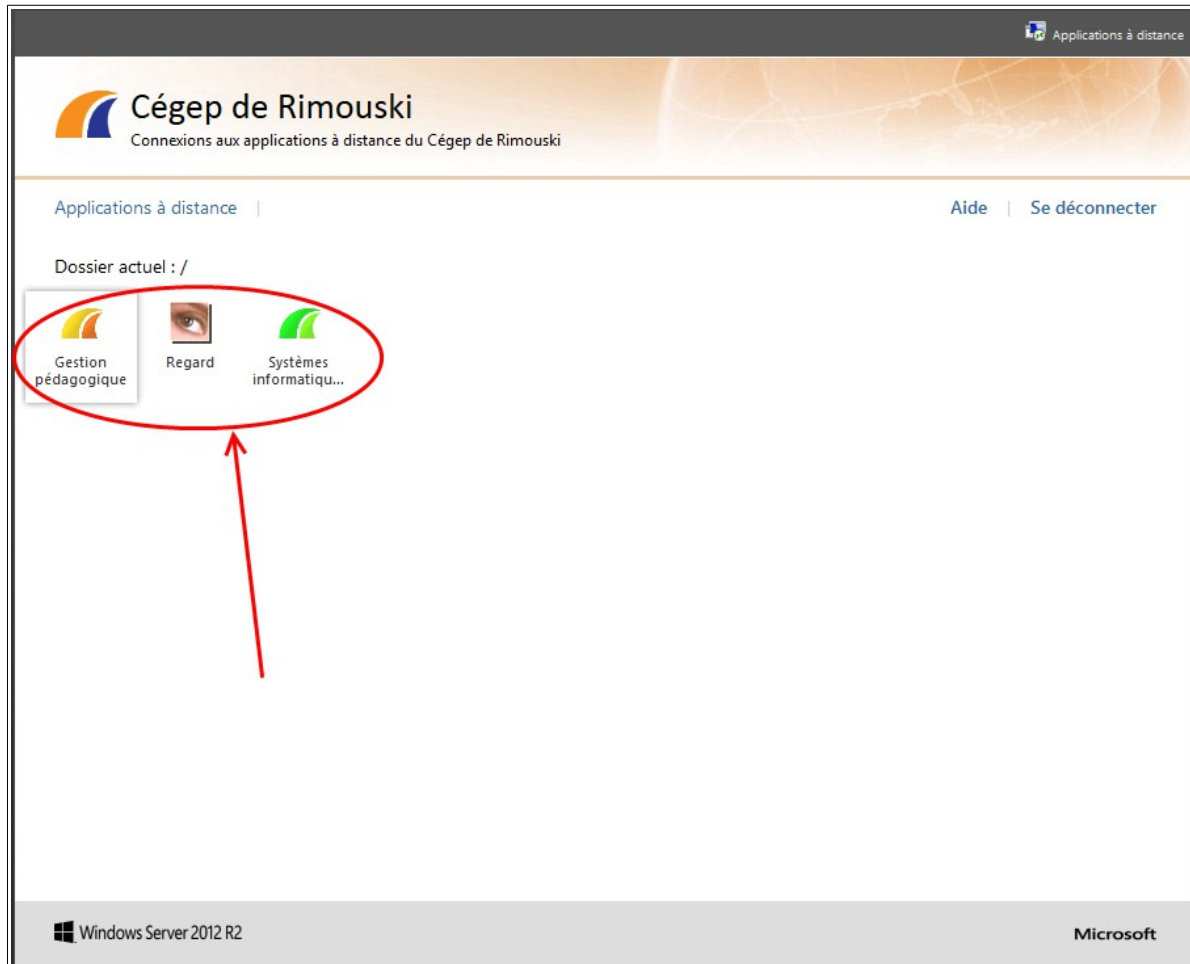 Applications à distance
Cégep de Rimouski
Connexions aux applications à distance du Cégep de Rimouski
Applications à distance |
Aide | Se déconnecter
Dossier actuel : /
Gestion
pédagogique
Regard
Systèmes
informatiqu...
Windows Server 2012 R2
Microsoft